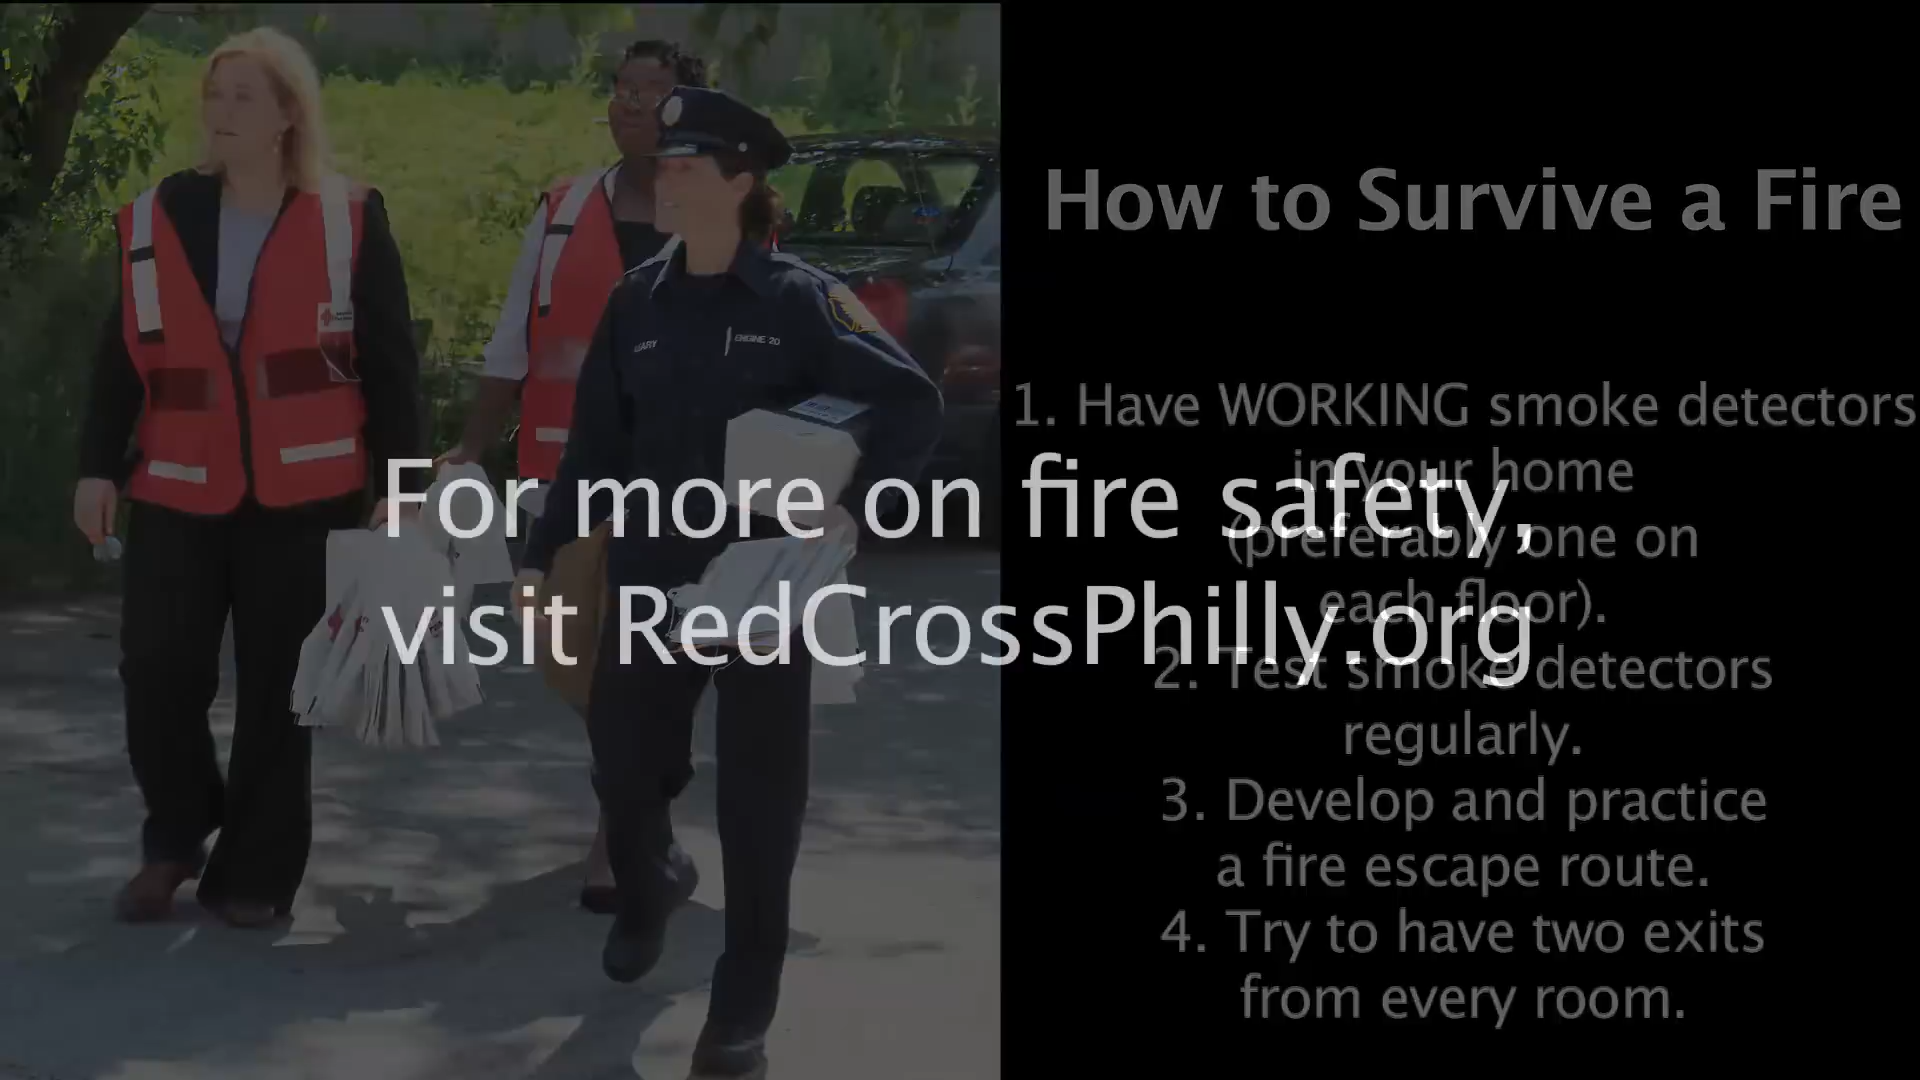 How to Survive a Fire
1. Have WORKING smoke detectors
in your home
(preferably one on
each floor).
2. Test smoke detectors
regularly.
3. Develop and practice
a fire escape route.
4. Try to have two exits
from every room.
For more on fire safety,
visit RedCrossPhilly.org
ENGINE 20